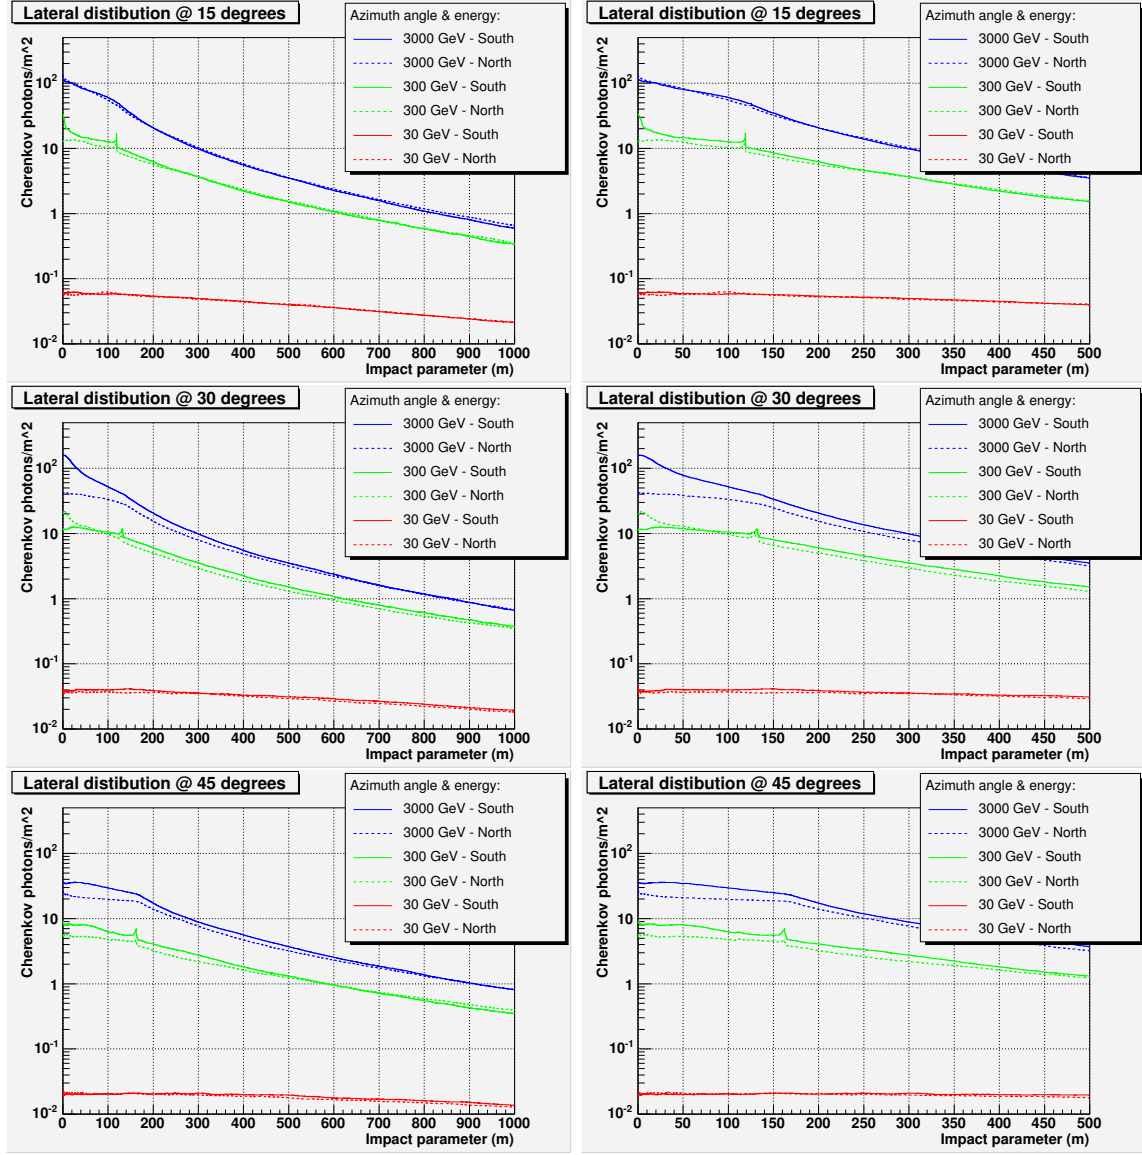 Lateral distibution @ 15 degrees
Azimuth angle & energy:
3000 GeV - South
3000 GeV - North
300 GeV - South
300 GeV - North
30 GeV - South
30 GeV - North
Cherenkov photons/m^2
10^2
10
1
10^-1
10^-2
0 100 200 300 400 500 600 700 800 900 1000
Impact parameter (m)
Lateral distibution @ 15 degrees
Azimuth angle & energy:
3000 GeV - South
3000 GeV - North
300 GeV - South
300 GeV - North
30 GeV - South
30 GeV - North
Cherenkov photons/m^2
10^2
10
1
10^-1
10^-2
0 50 100 150 200 250 300 350 400 450 500
Impact parameter (m)
Lateral distibution @ 30 degrees
Azimuth angle & energy:
3000 GeV - South
3000 GeV - North
300 GeV - South
300 GeV - North
30 GeV - South
30 GeV - North
Cherenkov photons/m^2
10^2
10
1
10^-1
10^-2
0 100 200 300 400 500 600 700 800 900 1000
Impact parameter (m)
Lateral distibution @ 30 degrees
Azimuth angle & energy:
3000 GeV - South
3000 GeV - North
300 GeV - South
300 GeV - North
30 GeV - South
30 GeV - North
Cherenkov photons/m^2
10^2
10
1
10^-1
10^-2
0 50 100 150 200 250 300 350 400 450 500
Impact parameter (m)
Lateral distibution @ 45 degrees
Azimuth angle & energy:
3000 GeV - South
3000 GeV - North
300 GeV - South
300 GeV - North
30 GeV - South
30 GeV - North
Cherenkov photons/m^2
10^2
10
1
10^-1
10^-2
0 100 200 300 400 500 600 700 800 900 1000
Impact parameter (m)
Lateral distibution @ 45 degrees
Azimuth angle & energy:
3000 GeV - South
3000 GeV - North
300 GeV - South
300 GeV - North
30 GeV - South
30 GeV - North
Cherenkov photons/m^2
10^2
10
1
10^-1
10^-2
0 50 100 150 200 250 300 350 400 450 500
Impact parameter (m)